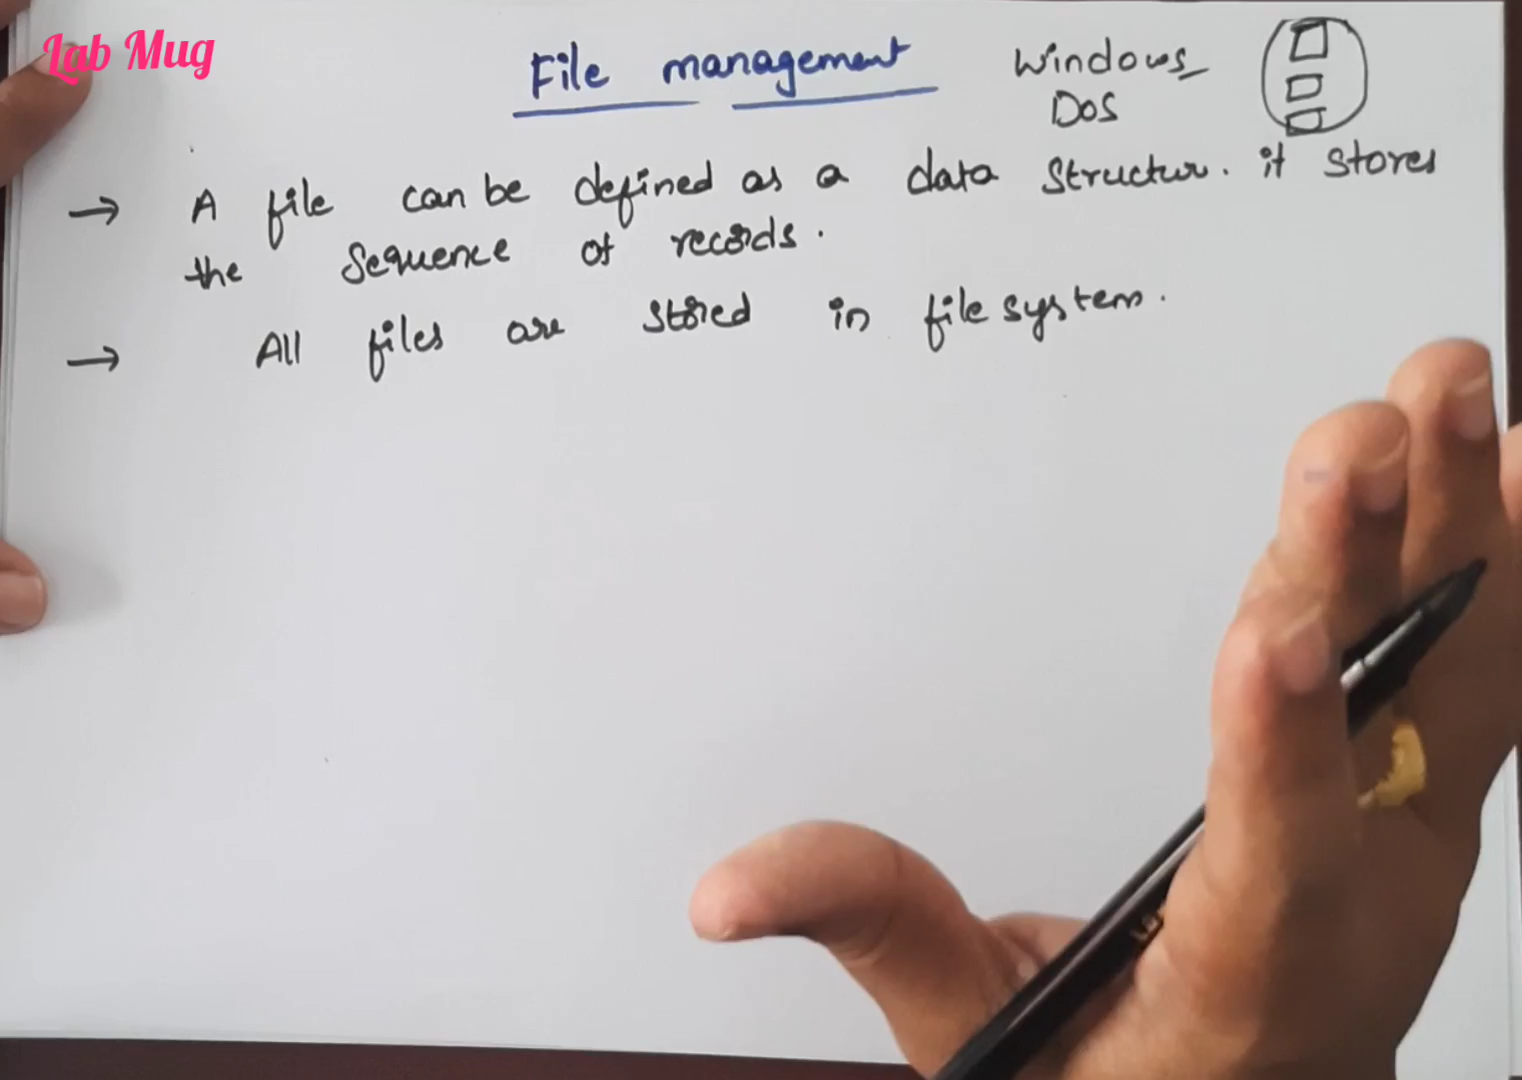 Lab Mug
File management
Windows
DOS
→ A file can be defined as a data structur. it stores
the sequence of records.
→ All files are stored in file system.